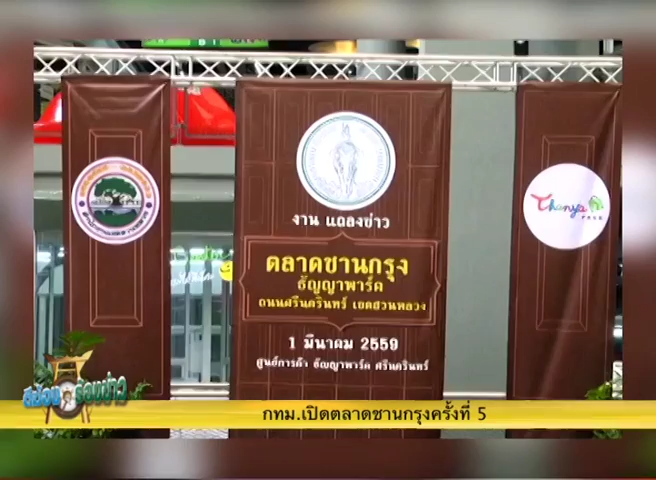 งาน แถลงข่าว
ตลาดชานกรุง
ธัญญาพาร์ค
ถนนศรีนครินทร์ เขตสวนหลวง
1 มีนาคม 2559
ศูนย์การค้า ธัญญาพาร์ค ศรีนครินทร์
Thanya
PARK
กทม.เปิดตลาดชานกรุงครั้งที่ 5